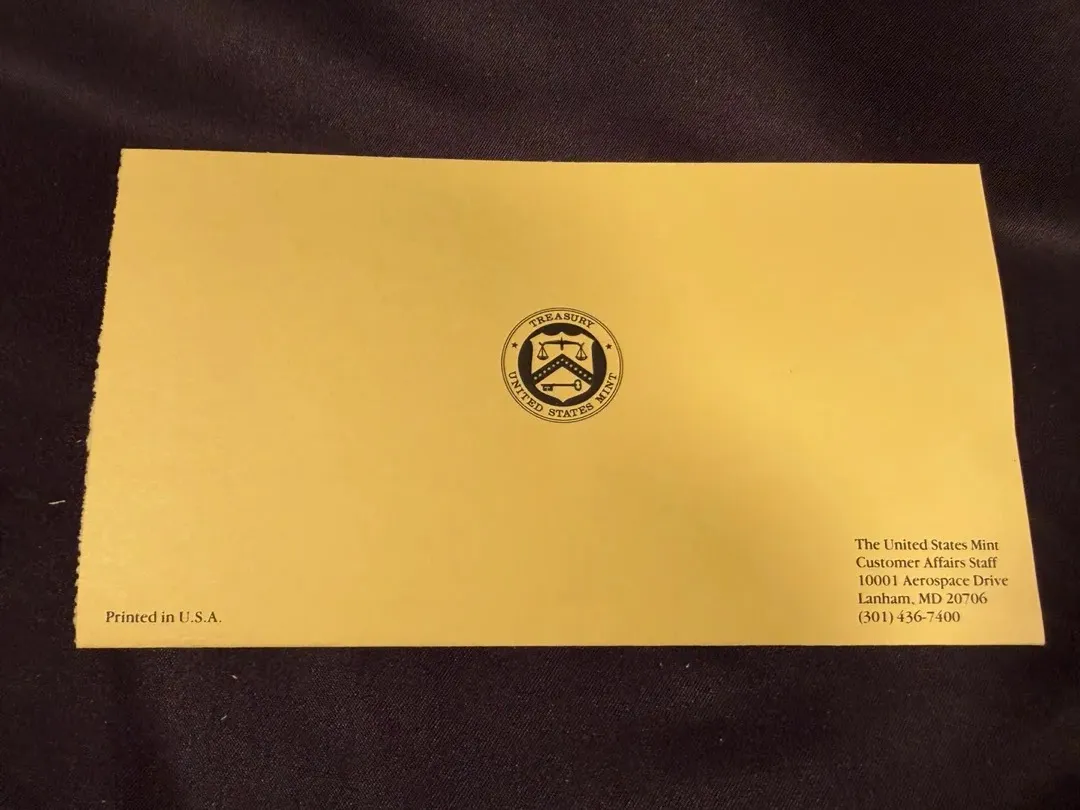 TREASURY
UNITED STATES MINT
The United States Mint
Customer Affairs Staff
10001 Aerospace Drive
Lanham, MD 20706
(301) 436-7400
Printed in U.S.A.